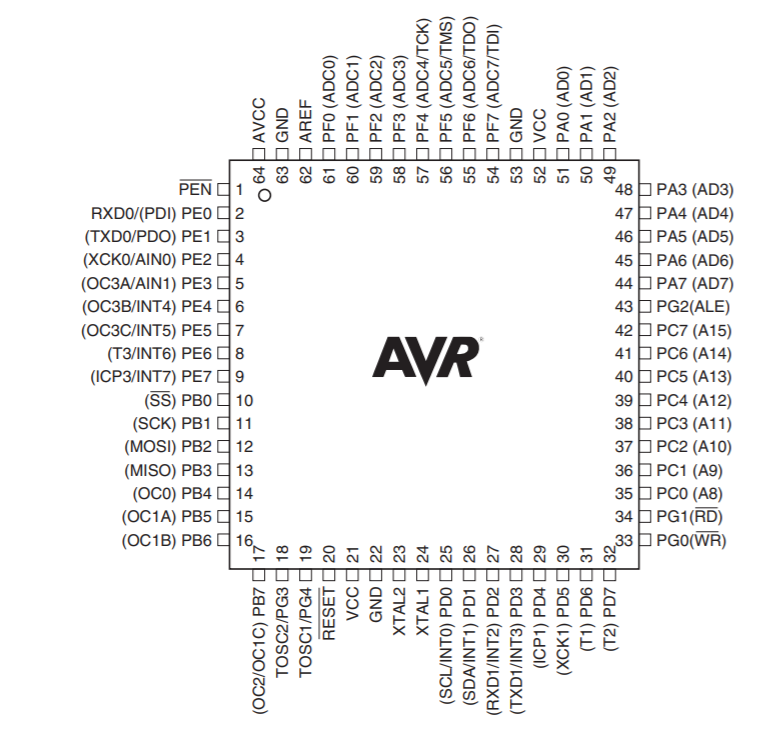 AVCC
GND
AREF
PF0 (ADC0)
PF1 (ADC1)
PF2 (ADC2)
PF3 (ADC3)
PF4 (ADC4/TCK)
PF5 (ADC5/TMS)
PF6 (ADC6/TDO)
PF7 (ADC7/TDI)
GND
VCC
PA0 (AD0)
PA1 (AD1)
PA2 (AD2)
64
63
62
61
60
59
58
57
56
55
54
53
52
51
50
49
PEN 1
RXD0/(PDI) PE0 2
(TXD0/PDO) PE1 3
(XCK0/AIN0) PE2 4
(OC3A/AIN1) PE3 5
(OC3B/INT4) PE4 6
(OC3C/INT5) PE5 7
(T3/INT6) PE6 8
(ICP3/INT7) PE7 9
(SS) PB0 10
(SCK) PB1 11
(MOSI) PB2 12
(MISO) PB3 13
(OC0) PB4 14
(OC1A) PB5 15
(OC1B) PB6 16
AVR®
48 PA3 (AD3)
47 PA4 (AD4)
46 PA5 (AD5)
45 PA6 (AD6)
44 PA7 (AD7)
43 PG2(ALE)
42 PC7 (A15)
41 PC6 (A14)
40 PC5 (A13)
39 PC4 (A12)
38 PC3 (A11)
37 PC2 (A10)
36 PC1 (A9)
35 PC0 (A8)
34 PG1(RD)
33 PG0(WR)
17
18
19
20
21
22
23
24
25
26
27
28
29
30
31
32
(OC2/OC1C) PB7
TOSC2/PG3
TOSC1/PG4
RESET
VCC
GND
XTAL2
XTAL1
(SCL/INT0) PD0
(SDA/INT1) PD1
(RXD1/INT2) PD2
(TXD1/INT3) PD3
(ICP1) PD4
(XCK1) PD5
(T1) PD6
(T2) PD7